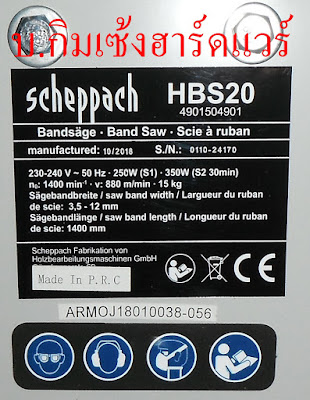 บ.กิมเซ้งฮาร์ดแวร์
scheppach HBS20
4901504901
Bandsäge · Band Saw · Scie à ruban
manufactured: 10/2018 S./N.: 0110-24170
230-240 V ~ 50 Hz · 250W (S1) · 350W (S2 30min)
n₀: 1400 min⁻¹ · v: 880 m/min · 15 kg
Sägebandbreite / saw band width / Largueur du ruban
de scie: 3,5 - 12 mm
Sägebandlänge / saw band length / Longueur du ruban
de scie: 1400 mm
Scheppach Fabrikation von
Holzbearbeitungsmaschinen GmbH
Made In P.R.C
CE
ARMOJ18010038-056